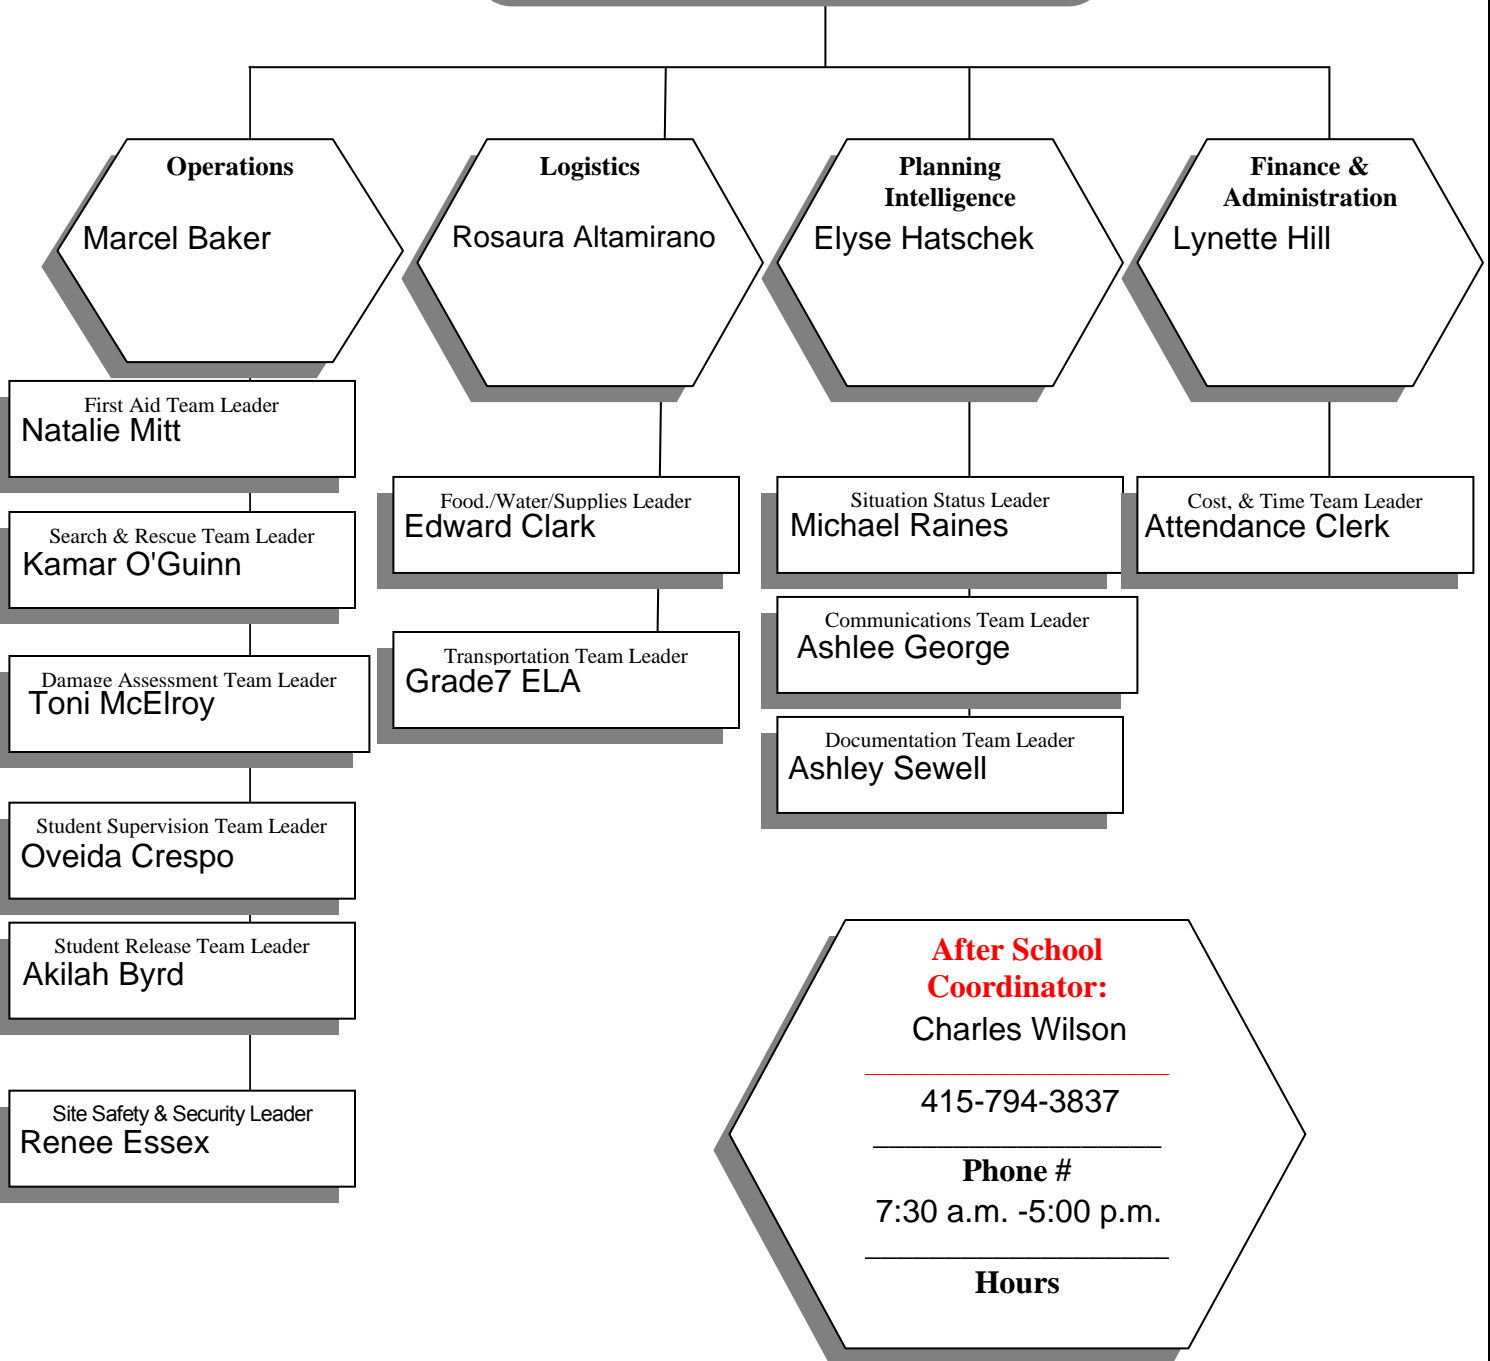 Operations
Marcel Baker
Logistics
Rosaura Altamirano
Planning
Intelligence
Elyse Hatschek
Finance &
Administration
Lynette Hill
First Aid Team Leader
Natalie Mitt
Search & Rescue Team Leader
Kamar O'Guinn
Damage Assessment Team Leader
Toni McElroy
Student Supervision Team Leader
Oveida Crespo
Student Release Team Leader
Akilah Byrd
Site Safety & Security Leader
Renee Essex
Food./Water/Supplies Leader
Edward Clark
Transportation Team Leader
Grade7 ELA
Situation Status Leader
Michael Raines
Communications Team Leader
Ashlee George
Documentation Team Leader
Ashley Sewell
Cost, & Time Team Leader
Attendance Clerk
After School
Coordinator:
Charles Wilson
415-794-3837
Phone #
7:30 a.m. -5:00 p.m.
Hours